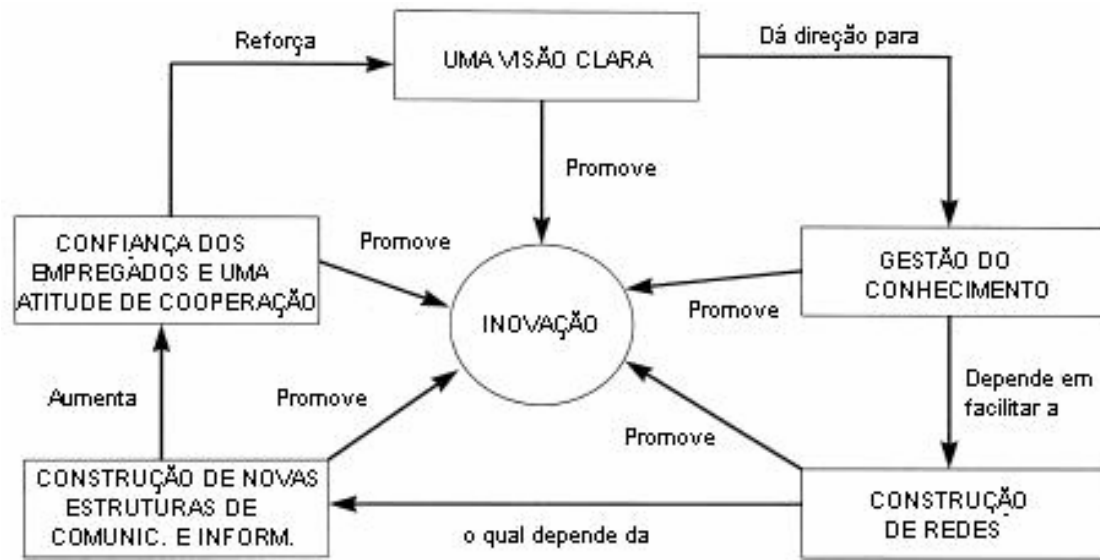 Reforça
UMA VISÃO CLARA
Dá direção para
Promove
CONFIANÇA DOS
EMPREGADOS E UMA
ATITUDE DE COOPERAÇÃO
Promove
INOVAÇÃO
GESTÃO DO
CONHECIMENTO
Promove
Aumenta
Promove
Depende em
facilitar a
Promove
CONSTRUÇÃO DE NOVAS
ESTRUTURAS DE
COMUNIC. E INFORM.
o qual depende da
CONSTRUÇÃO
DE REDES